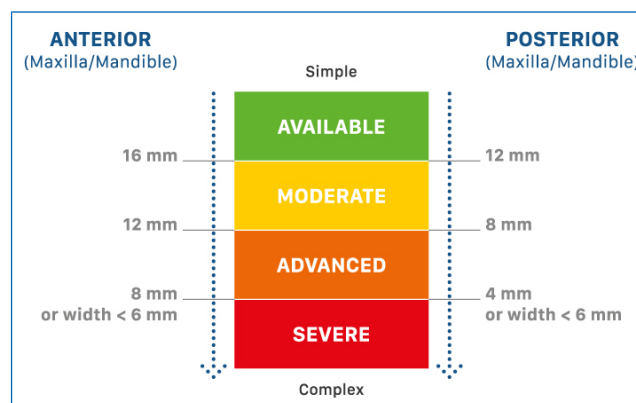 ANTERIOR
(Maxilla/Mandible)
POSTERIOR
(Maxilla/Mandible)
Simple
AVAILABLE
16 mm
12 mm
MODERATE
12 mm
8 mm
ADVANCED
8 mm
or width < 6 mm
4 mm
or width < 6 mm
SEVERE
Complex